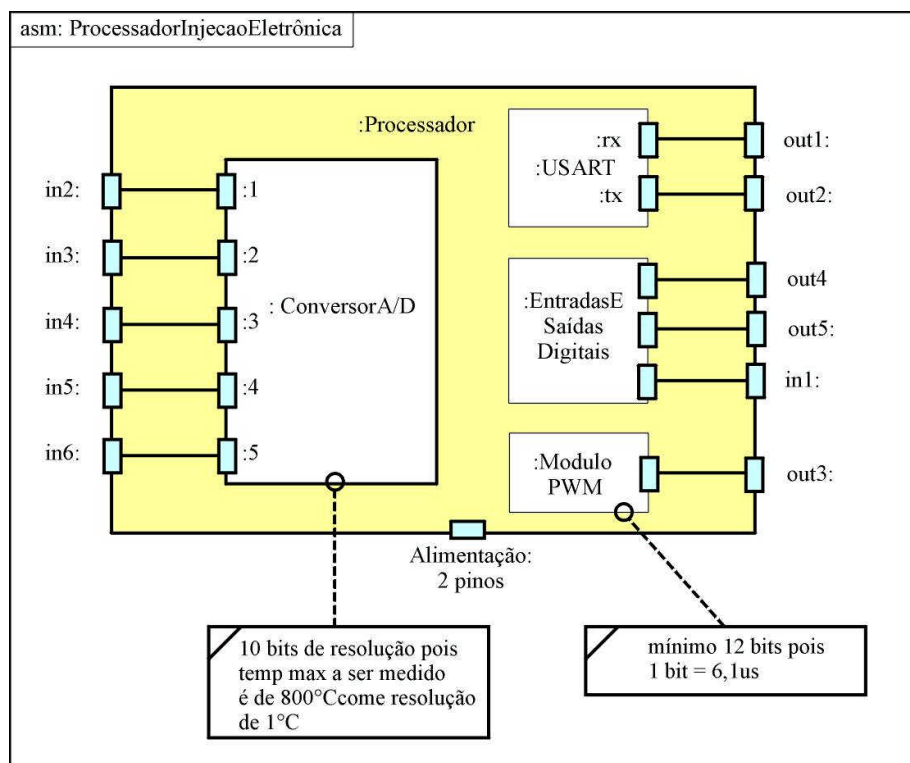 asm: ProcessadorInjecaoEletrônica
:Processador
in2:
in3:
in4:
in5:
in6:
:1
:2
:3
:4
:5
: ConversorA/D
:rx
:USART
:tx
out1:
out2:
:EntradasE
Saídas
Digitais
out4
out5:
in1:
:Modulo
PWM
out3:
Alimentação:
2 pinos
10 bits de resolução pois
temp max a ser medido
é de 800°Ccome resolução
de 1°C
mínimo 12 bits pois
1 bit = 6,1us